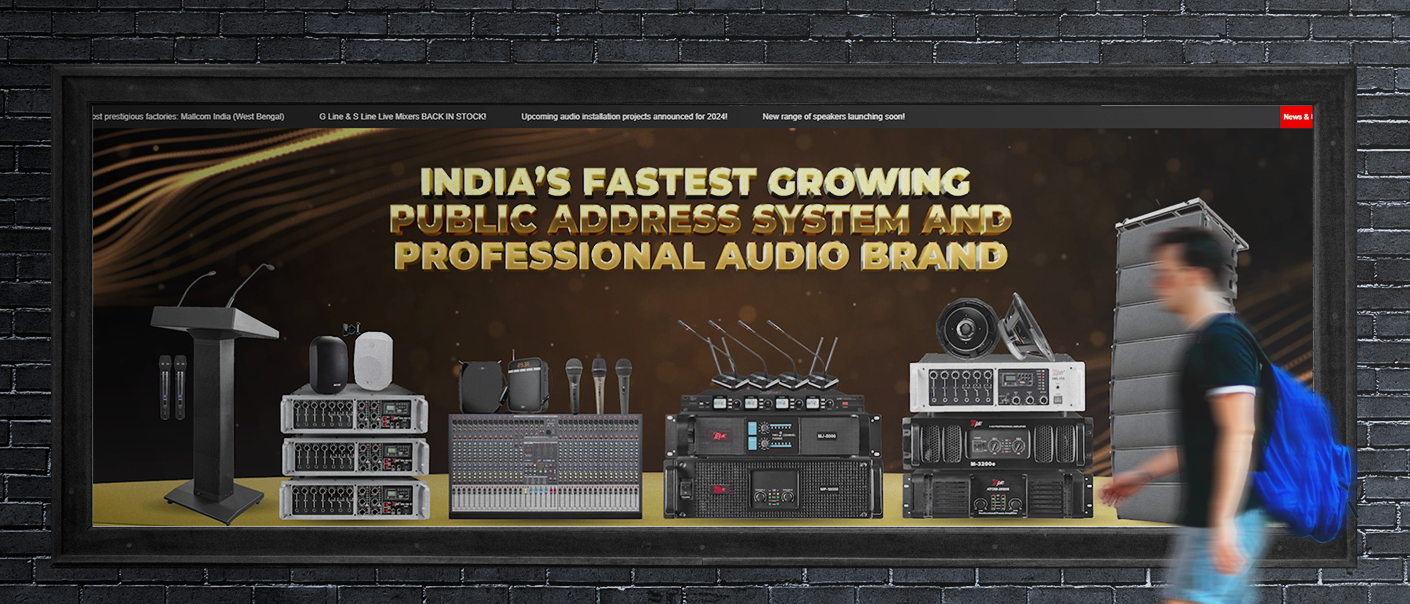 ost prestigious factories: Mallcom India (West Bengal) G Line & S Line Live Mixers BACK IN STOCK! Upcoming audio installation projects announced for 2024! New range of speakers launching soon! News &
INDIA'S FASTEST GROWING
PUBLIC ADDRESS SYSTEM AND
PROFESSIONAL AUDIO BRAND
MJ-5000
M-3200e